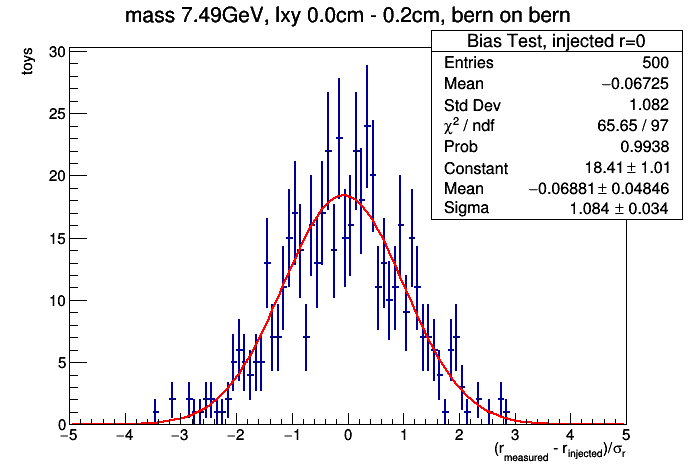 mass 7.49GeV, lxy 0.0cm - 0.2cm, bern on bern
Bias Test, injected r=0
Entries 500
Mean −0.06725
Std Dev 1.082
χ² / ndf 65.65 / 97
Prob 0.9938
Constant 18.41 ± 1.01
Mean −0.06881 ± 0.04846
Sigma 1.084 ± 0.034
toys
30
25
20
15
10
5
0
−5 −4 −3 −2 −1 0 1 2 3 4 5
(r_measured - r_injected)/σ_r